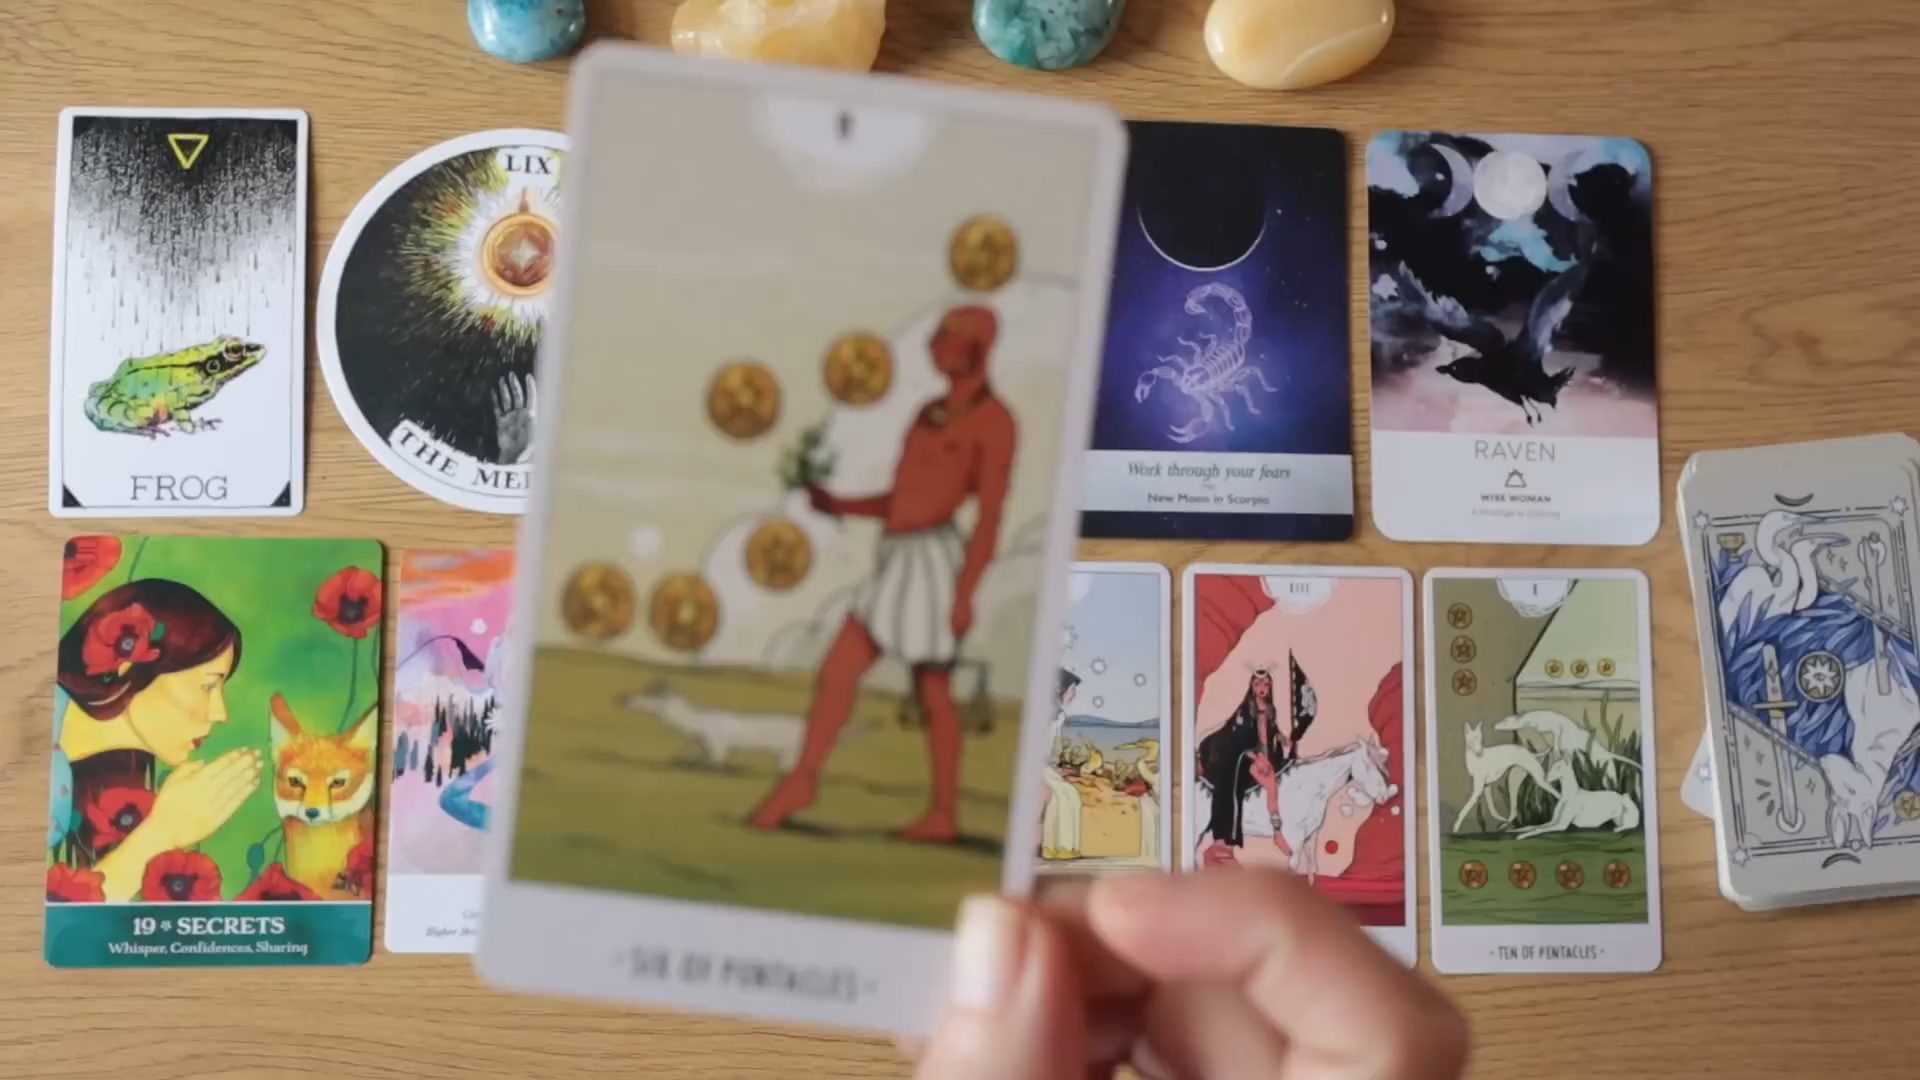 FROG
LIX
THE ME
Work through your fears
New Moon in Scorpio
RAVEN
WYSE WOMAN
19 * SECRETS
Whisper, Confidences, Sharing
· SIX OF PENTACLES ·
IIII
I
· TEN OF PENTACLES ·